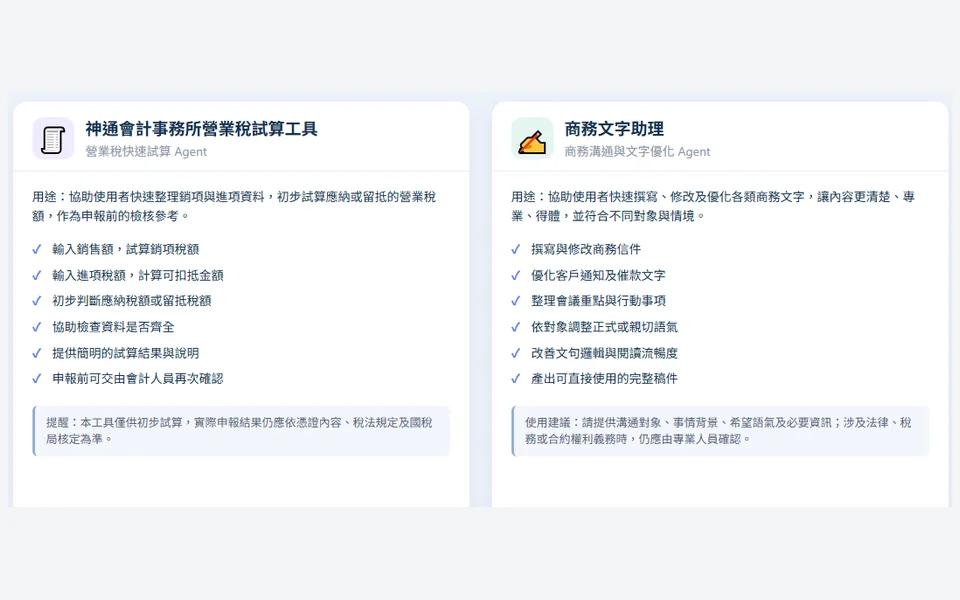 神通會計事務所營業稅試算工具
營業稅快速試算 Agent
用途：協助使用者快速整理銷項與進項資料，初步試算應納或留抵的營業稅
額，作為申報前的檢核參考。
✓ 輸入銷售額，試算銷項稅額
✓ 輸入進項稅額，計算可扣抵金額
✓ 初步判斷應納稅額或留抵稅額
✓ 協助檢查資料是否齊全
✓ 提供簡明的試算結果與說明
✓ 申報前可交由會計人員再次確認
提醒：本工具僅供初步試算，實際申報結果仍應依憑證內容、稅法規定及國稅
局核定為準。
商務文字助理
商務溝通與文字優化 Agent
用途：協助使用者快速撰寫、修改及優化各類商務文字，讓內容更清楚、專
業、得體，並符合不同對象與情境。
✓ 撰寫與修改商務信件
✓ 優化客戶通知及催款文字
✓ 整理會議重點與行動事項
✓ 依對象調整正式或親切語氣
✓ 改善文句邏輯與閱讀流暢度
✓ 產出可直接使用的完整稿件
使用建議：請提供溝通對象、事情背景、希望語氣及必要資訊；涉及法律、稅
務或合約權利義務時，仍應由專業人員確認。